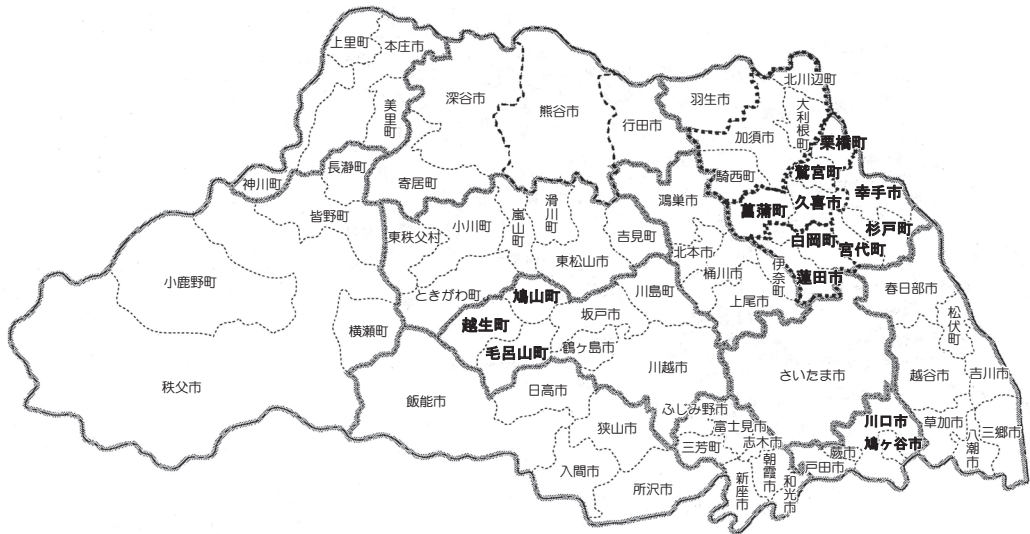 上里町
本庄市
美里町
神川町
長瀞町
皆野町
小鹿野町
秩父市
横瀬町
深谷市
寄居町
熊谷市
行田市
羽生市
加須市
北川辺町
大利根町
騎西町
栗橋町
鷲宮町
久喜市
菖蒲町
幸手市
杉戸町
白岡町
宮代町
蓮田市
東秩父村
小川町
嵐山町
滑川町
吉見町
東松山市
ときがわ町
鴻巣市
北本市
桶川市
伊奈町
上尾市
鳩山町
越生町
毛呂山町
坂戸市
鶴ヶ島市
川島町
川越市
飯能市
日高市
狭山市
入間市
所沢市
ふじみ野市
富士見市
三芳町
志木市
新座市
朝霞市
和光市
さいたま市
戸田市
蕨市
川口市
鳩ヶ谷市
春日部市
松伏町
越谷市
吉川市
草加市
八潮市
三郷市